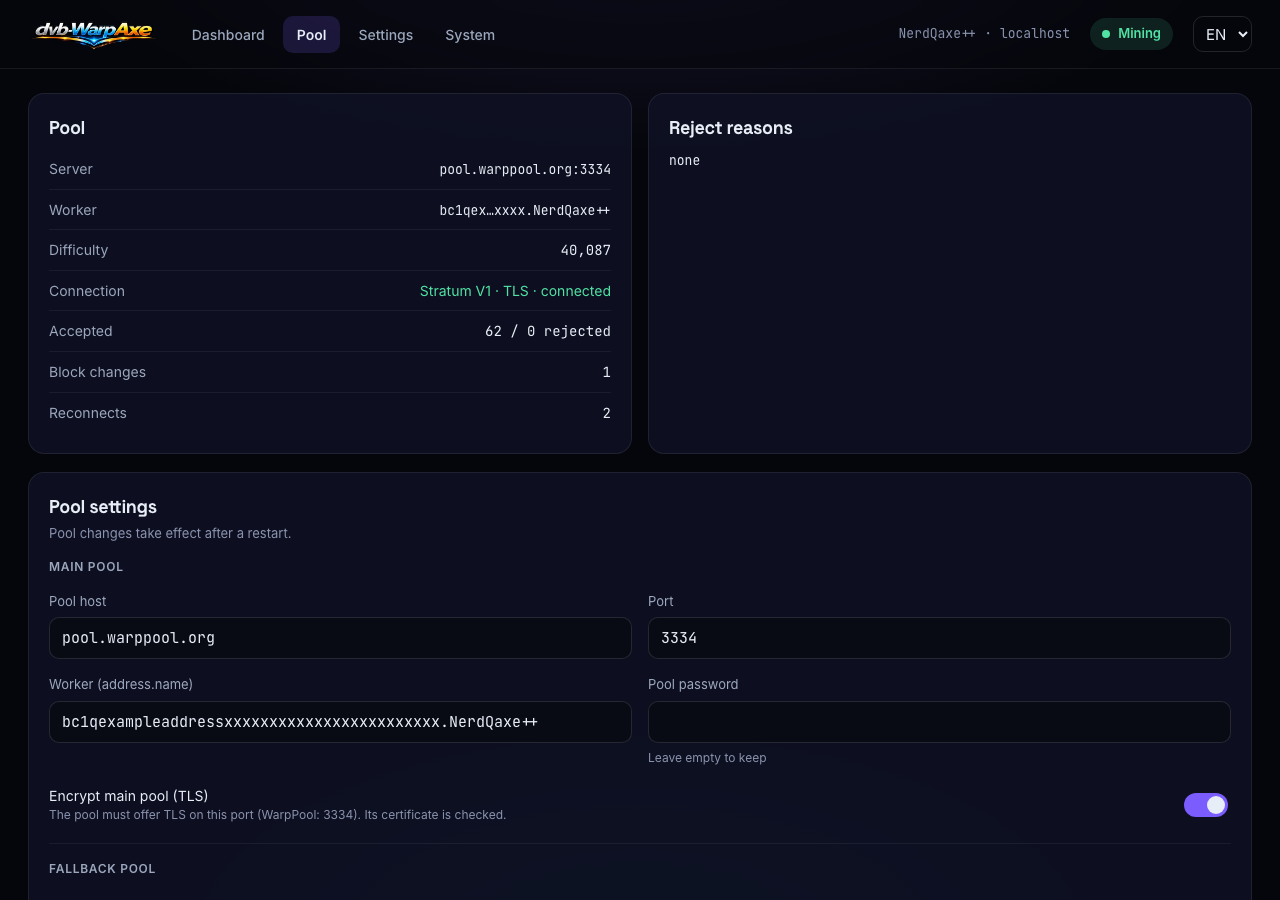 dvb-WarpAxe
Dashboard
Pool
Settings
System
NerdQaxe++ · localhost
Mining
EN
Pool
Server
pool.warppool.org:3334
Worker
bc1qex…xxxx.NerdQaxe++
Difficulty
40,087
Connection
Stratum V1 · TLS · connected
Accepted
62 / 0 rejected
Block changes
1
Reconnects
2
Reject reasons
none
Pool settings
Pool changes take effect after a restart.
MAIN POOL
Pool host
pool.warppool.org
Port
3334
Worker (address.name)
bc1qexampleaddressxxxxxxxxxxxxxxxxxxxxxxxx.NerdQaxe++
Pool password
Leave empty to keep
Encrypt main pool (TLS)
The pool must offer TLS on this port (WarpPool: 3334). Its certificate is checked.
FALLBACK POOL